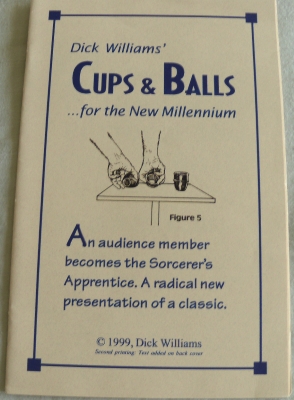 Dick Williams'
CUPS & BALLS
...for the New Millennium
Figure 5
An audience member
becomes the Sorcerer's
Apprentice. A radical new
presentation of a classic.
© 1999, Dick Williams
Second printing: Text added on back cover